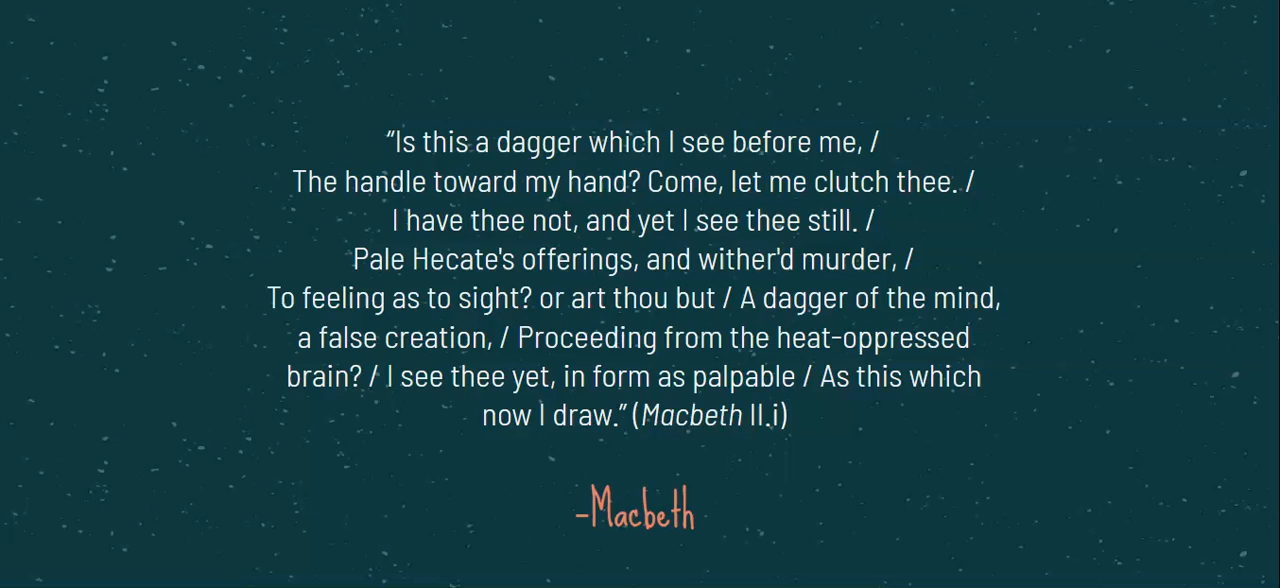 “Is this a dagger which I see before me, /
The handle toward my hand? Come, let me clutch thee. /
I have thee not, and yet I see thee still. /
Pale Hecate's offerings, and wither'd murder, /
To feeling as to sight? or art thou but / A dagger of the mind,
a false creation, / Proceeding from the heat-oppressed
brain? / I see thee yet, in form as palpable / As this which
now I draw.” (Macbeth II.i)
–Macbeth